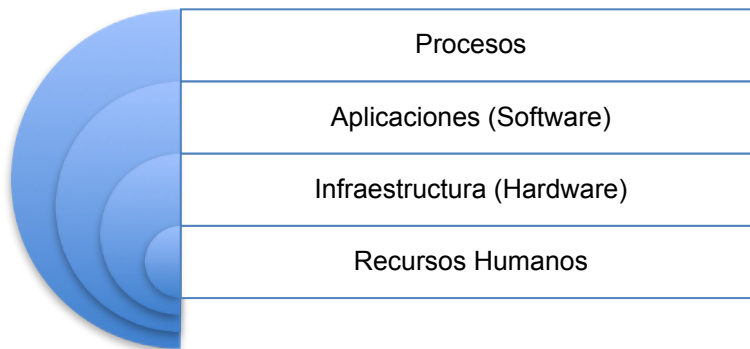 Procesos
Aplicaciones (Software)
Infraestructura (Hardware)
Recursos Humanos